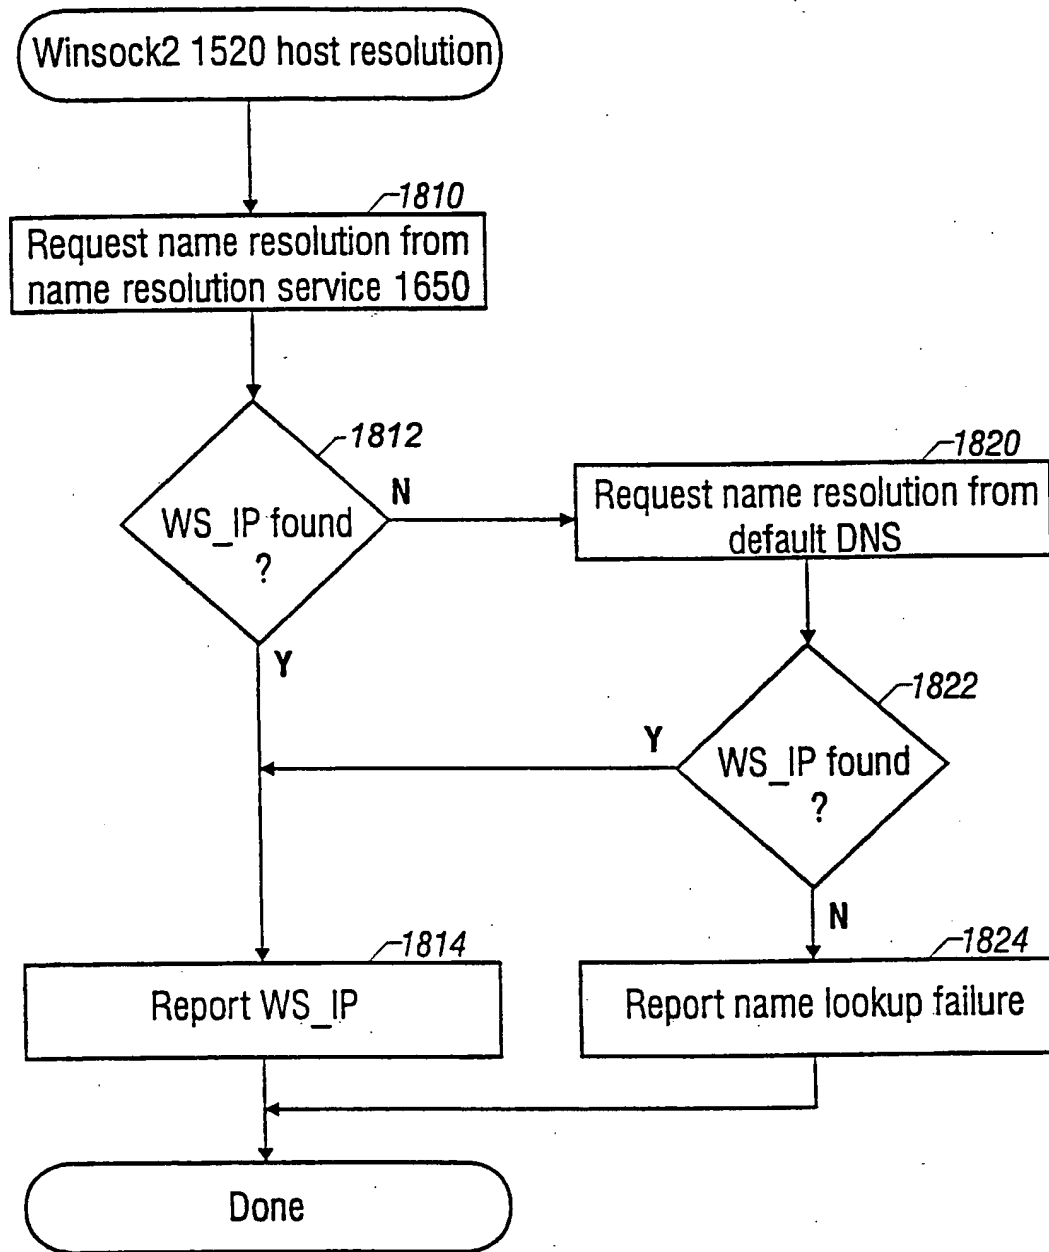 Winsock2 1520 host resolution
1810
Request name resolution from
name resolution service 1650
1812
WS_IP found
?
N
Y
1820
Request name resolution from
default DNS
1822
WS_IP found
?
Y
N
1814
Report WS_IP
1824
Report name lookup failure
Done